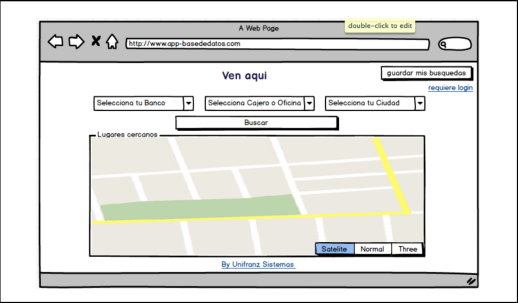 A Web Page
double-click to edit
http://www.app-basededatos.com
Ven aqui
guardar mis busquedas
requiere login
Selecciona tu Banco
Selecciona Cajero o Oficina
Selecciona tu Ciudad
Buscar
Lugares cercanos
Satelite Normal Three
By Unifranz Sistemas